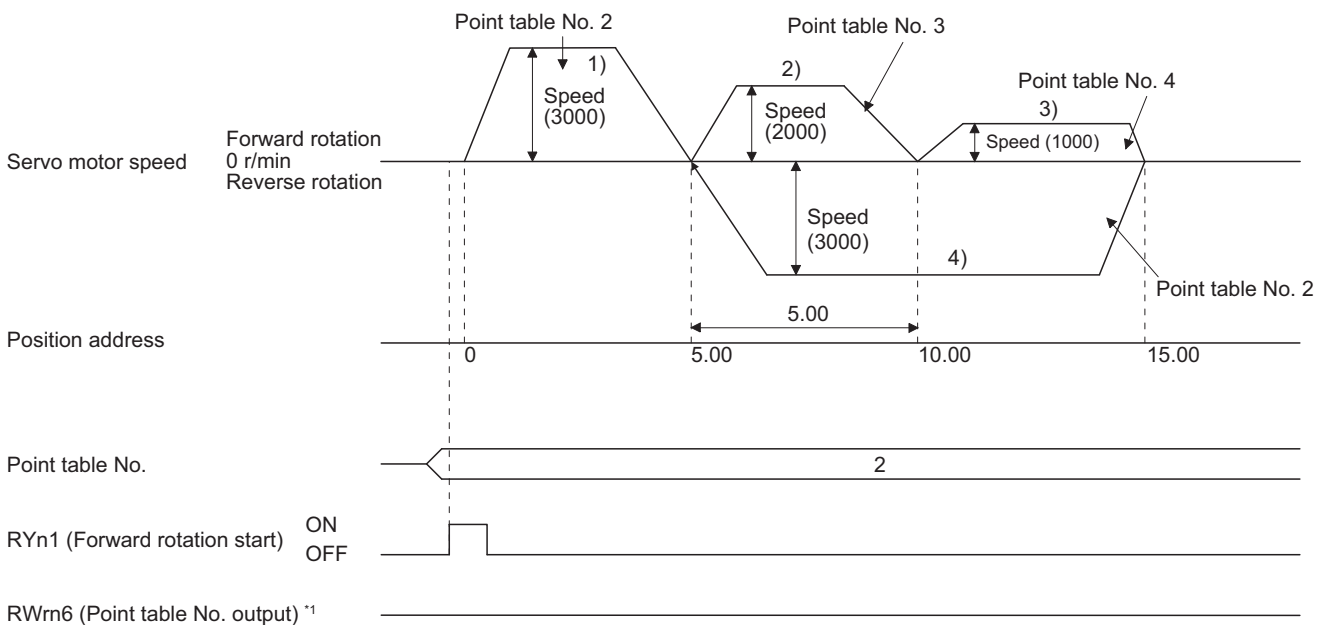 Point table No. 2
Point table No. 3
1)
2)
Point table No. 4
3)
Speed
(3000)
Speed
(2000)
Speed (1000)
Servo motor speed
Forward rotation
0 r/min
Reverse rotation
Speed
(3000)
4)
Point table No. 2
5.00
Position address
0
5.00
10.00
15.00
Point table No.
2
RYn1 (Forward rotation start)
ON
OFF
RWrn6 (Point table No. output) *1